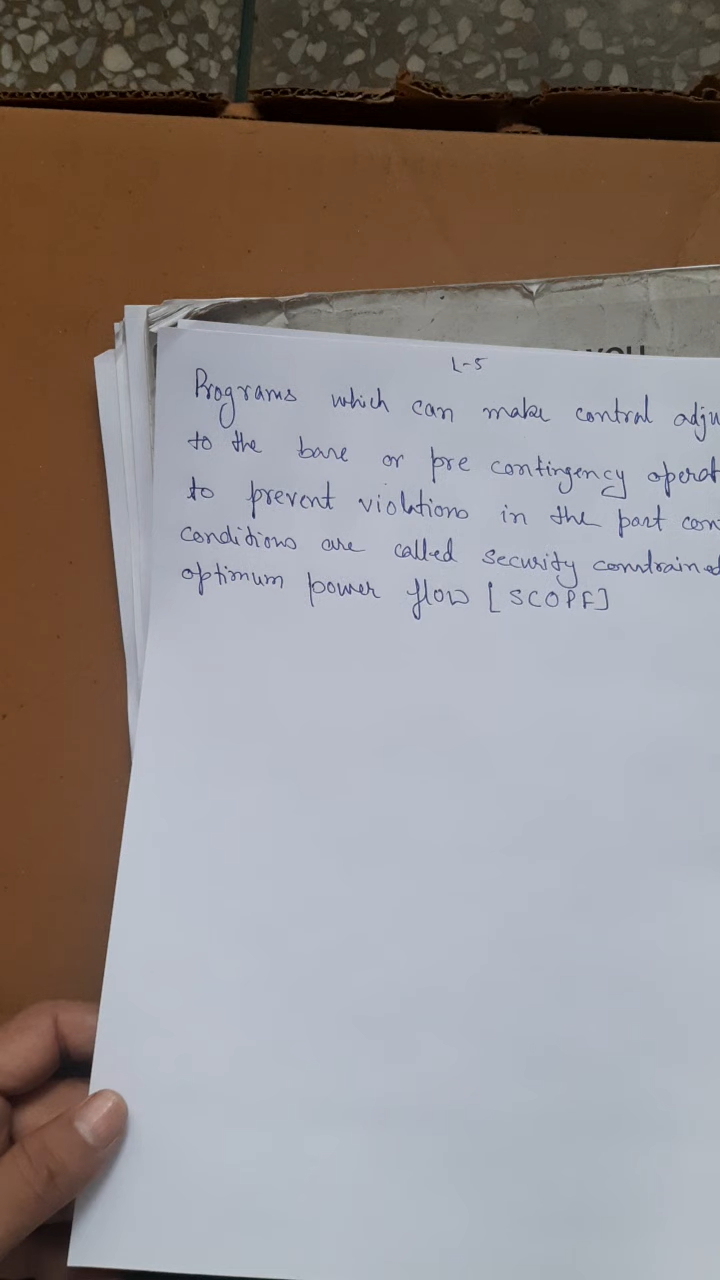 L-5
Programs which can make control adju
to the base or pre contingency operat
to prevent violations in the post con
conditions are called security constrained
optimum power flow [SCOPF]